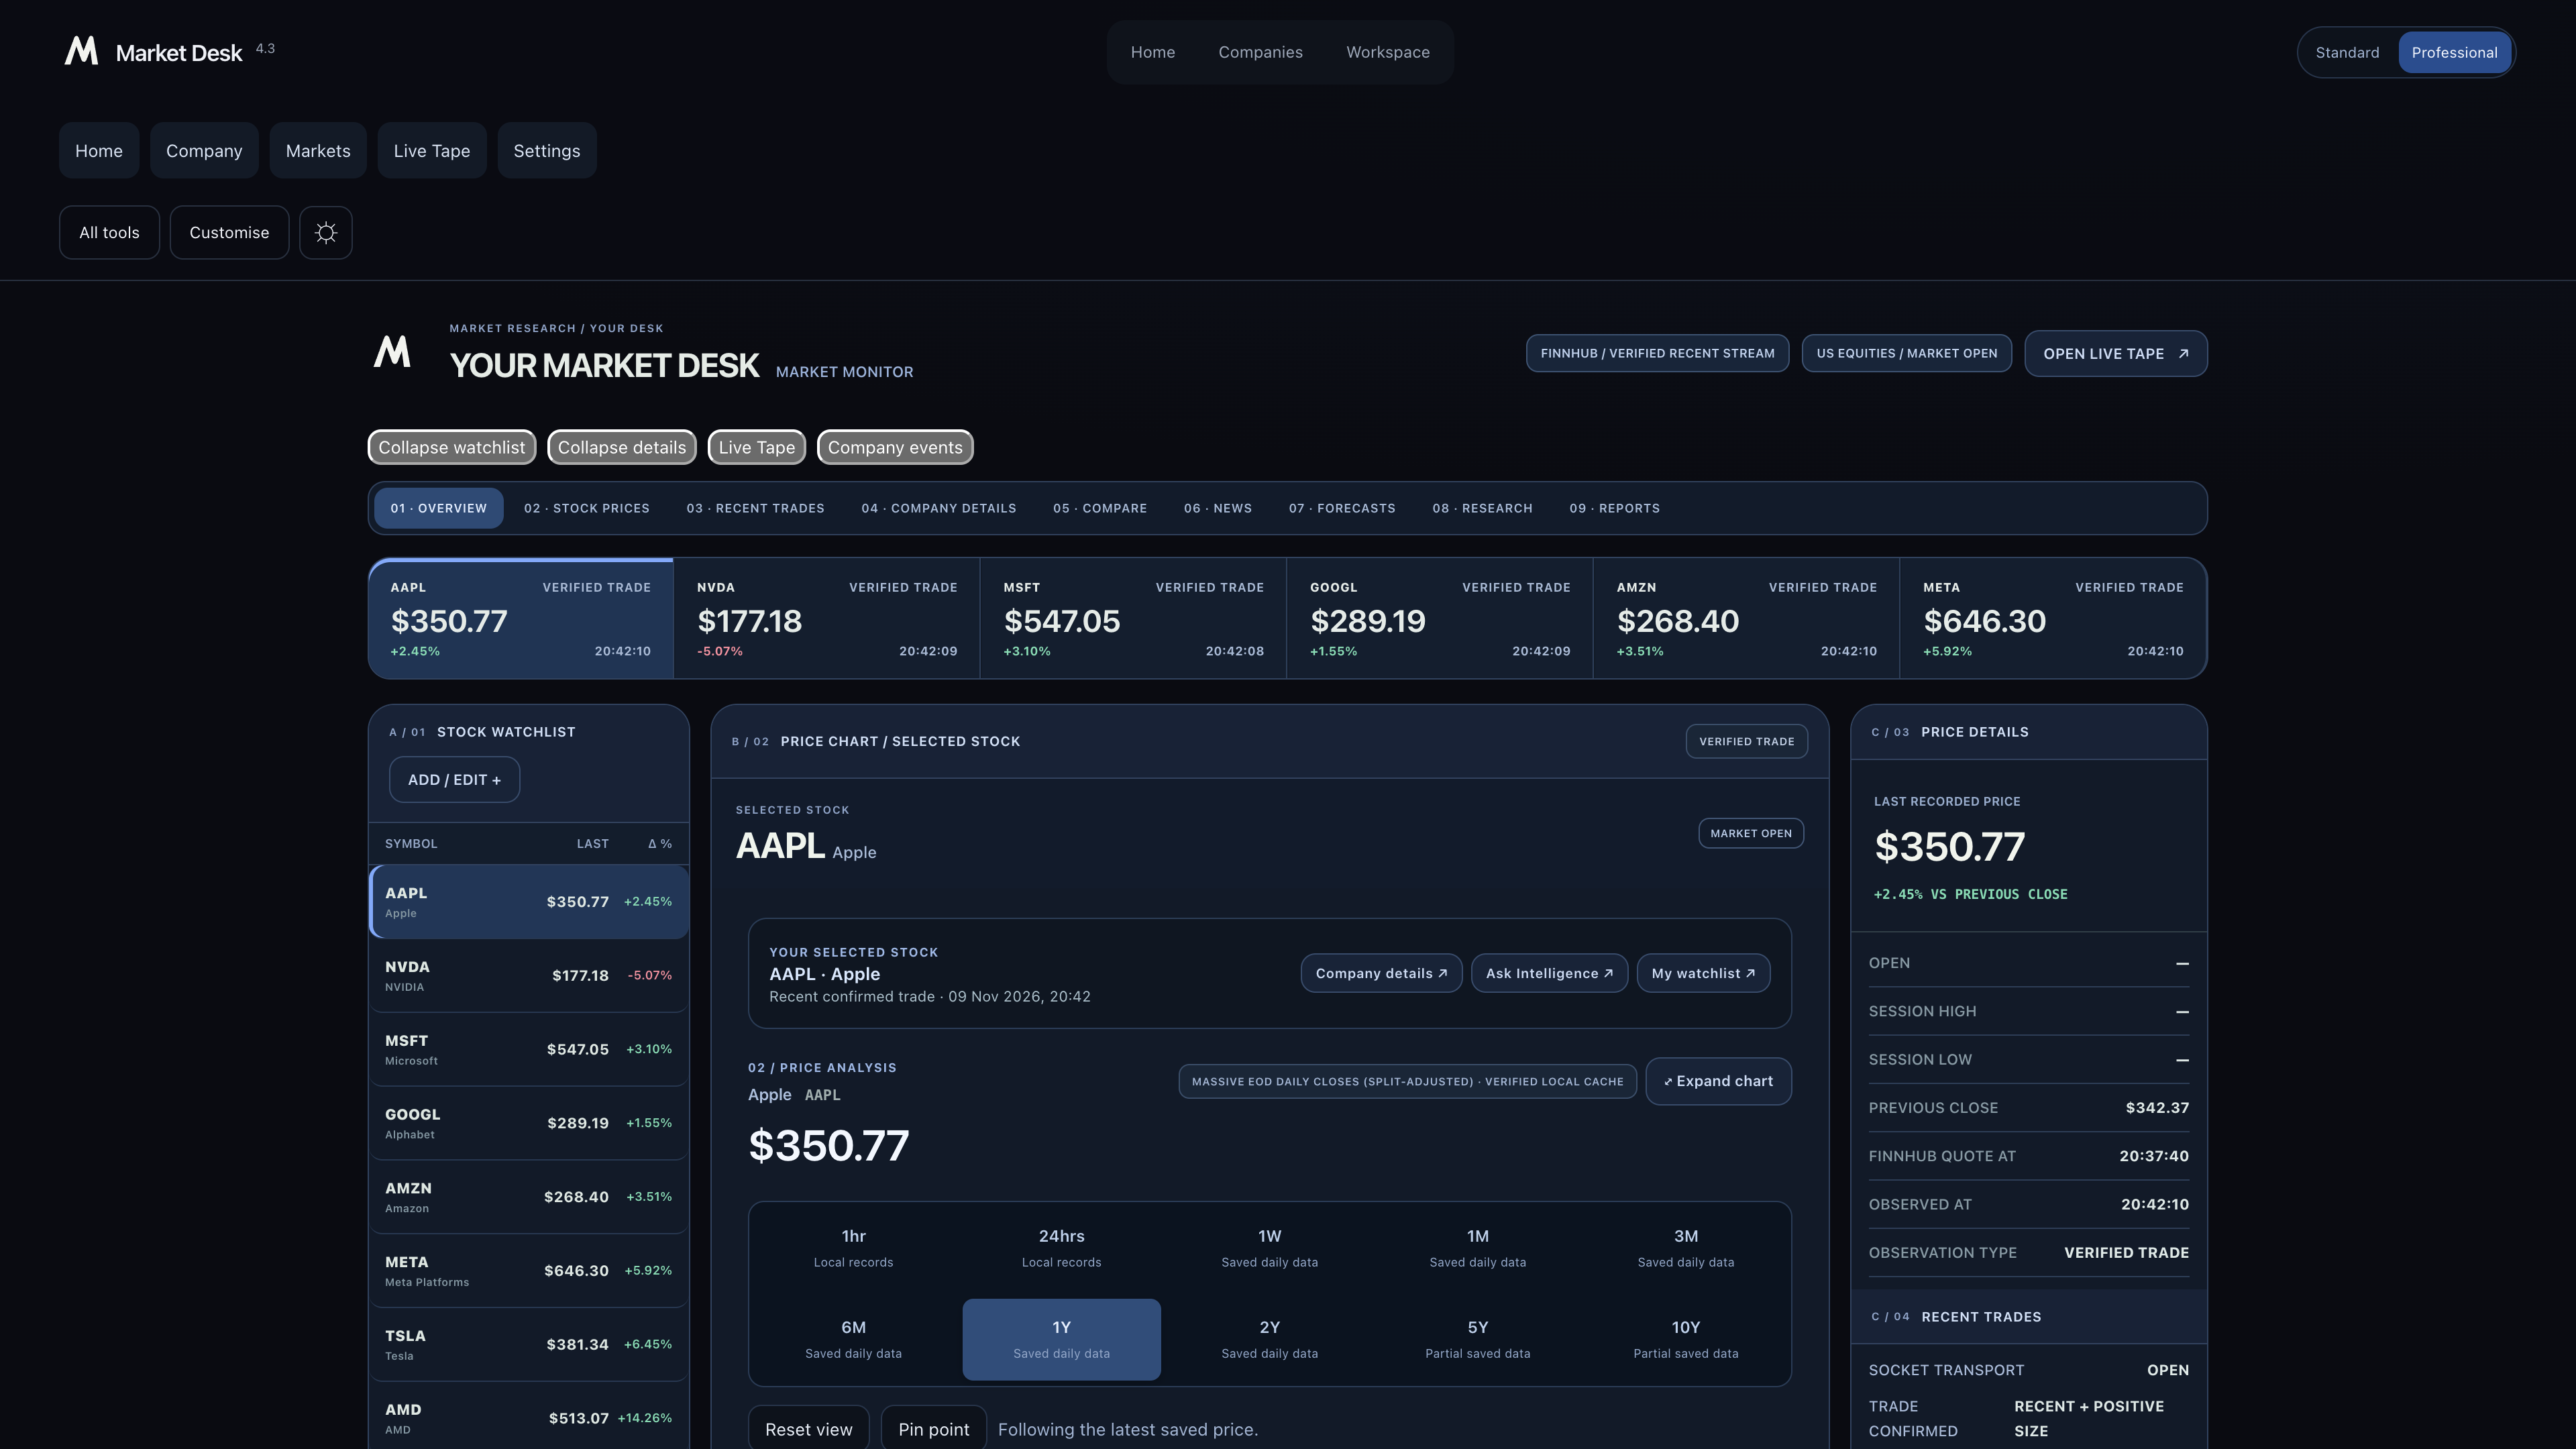 Market Desk 4.3
Home Companies Workspace
Standard Professional
Home Company Markets Live Tape Settings
All tools Customise
MARKET RESEARCH / YOUR DESK
YOUR MARKET DESK MARKET MONITOR
FINNHUB / VERIFIED RECENT STREAM US EQUITIES / MARKET OPEN OPEN LIVE TAPE ↗
Collapse watchlist Collapse details Live Tape Company events
01 · OVERVIEW 02 · STOCK PRICES 03 · RECENT TRADES 04 · COMPANY DETAILS 05 · COMPARE 06 · NEWS 07 · FORECASTS 08 · RESEARCH 09 · REPORTS
AAPL VERIFIED TRADE
$350.77
+2.45% 20:42:10
NVDA VERIFIED TRADE
$177.18
-5.07% 20:42:09
MSFT VERIFIED TRADE
$547.05
+3.10% 20:42:08
GOOGL VERIFIED TRADE
$289.19
+1.55% 20:42:09
AMZN VERIFIED TRADE
$268.40
+3.51% 20:42:10
META VERIFIED TRADE
$646.30
+5.92% 20:42:10
A / 01 STOCK WATCHLIST
ADD / EDIT +
SYMBOL LAST Δ %
AAPL $350.77 +2.45%
Apple
NVDA $177.18 -5.07%
NVIDIA
MSFT $547.05 +3.10%
Microsoft
GOOGL $289.19 +1.55%
Alphabet
AMZN $268.40 +3.51%
Amazon
META $646.30 +5.92%
Meta Platforms
TSLA $381.34 +6.45%
Tesla
AMD $513.07 +14.26%
AMD
B / 02 PRICE CHART / SELECTED STOCK VERIFIED TRADE
SELECTED STOCK
AAPL Apple MARKET OPEN
YOUR SELECTED STOCK
AAPL · Apple
Recent confirmed trade · 09 Nov 2026, 20:42
Company details ↗ Ask Intelligence ↗ My watchlist ↗
02 / PRICE ANALYSIS
Apple AAPL
MASSIVE EOD DAILY CLOSES (SPLIT-ADJUSTED) · VERIFIED LOCAL CACHE ⤢ Expand chart
$350.77
1hr 24hrs 1W 1M 3M
Local records Local records Saved daily data Saved daily data Saved daily data
6M 1Y 2Y 5Y 10Y
Saved daily data Saved daily data Saved daily data Partial saved data Partial saved data
Reset view Pin point Following the latest saved price.
C / 03 PRICE DETAILS
LAST RECORDED PRICE
$350.77
+2.45% VS PREVIOUS CLOSE
OPEN —
SESSION HIGH —
SESSION LOW —
PREVIOUS CLOSE $342.37
FINNHUB QUOTE AT 20:37:40
OBSERVED AT 20:42:10
OBSERVATION TYPE VERIFIED TRADE
C / 04 RECENT TRADES
SOCKET TRANSPORT OPEN
TRADE RECENT + POSITIVE
CONFIRMED SIZE